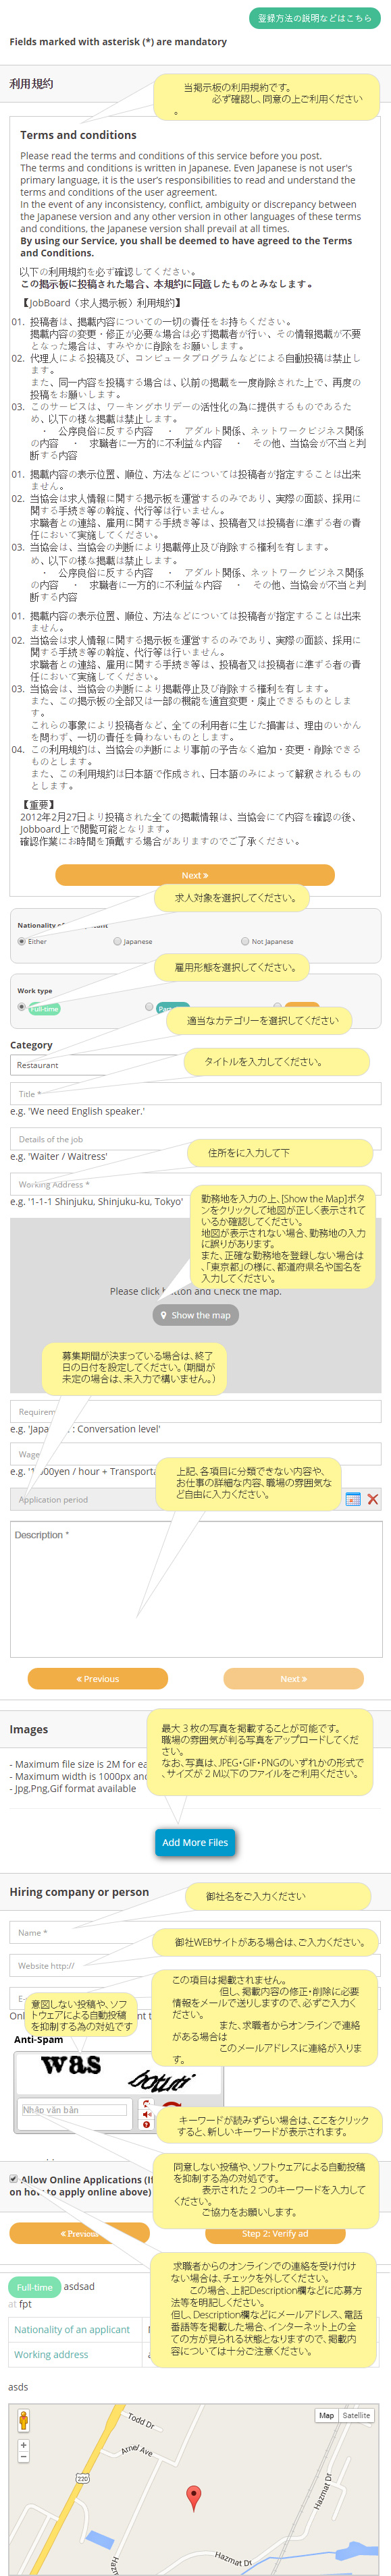 登録方法の説明などはこちら
Fields marked with asterisk (*) are mandatory
利用規約
当掲示板の利用規約です。
必ず確認し、同意の上ご利用ください
。
Terms and conditions
Please read the terms and conditions of this service before you post.
The terms and conditions is written in Japanese. Even Japanese is not user's
primary language, it is the user's responsibilities to read and understand the
terms and conditions of the user agreement.
In the event of any inconsistency, conflict, ambiguity or discrepancy between
the Japanese version and any other version in other languages of these terms
and conditions, the Japanese version shall prevail at all times.
By using our Service, you shall be deemed to have agreed to the Terms
and Conditions.
以下の利用規約を必ず確認してください。
この掲示板に投稿された場合、本規約に同意したものとみなします。
【JobBoard（求人掲示板）利用規約】
01. 投稿者は、掲載内容についての一切の責任をお持ちください。
掲載内容の変更・修正が必要な場合は必ず掲載者が行い、その情報掲載が不要
となった場合は、すみやかに削除をお願いします。
02. 代理人による投稿及び、コンピュータプログラムなどによる自動投稿は禁止し
ます。
また、同一内容を投稿する場合は、以前の掲載を一度削除された上で、再度の
投稿をお願いします。
03. このサービスは、ワーキングホリデーの活性化の為に提供するものであるた
め、以下の様な掲載は禁止します。
・ 公序良俗に反する内容 ・ アダルト関係、ネットワークビジネス関係
の内容 ・ 求職者に一方的に不利益な内容 ・ その他、当協会が不当と判
断する内容
01. 掲載内容の表示位置、順位、方法などについては投稿者が指定することは出来
ません。
02. 当協会は求人情報に関する掲示板を運営するのみであり、実際の面談、採用に
関する手続き等の斡旋、代行等は行いません。
求職者との連絡、雇用に関する手続き等は、投稿者又は投稿者に準ずる者の責
任において実施してください。
03. 当協会は、当協会の判断により掲載停止及び削除する権利を有します。
め、以下の様な掲載は禁止します。
・ 公序良俗に反する内容 ・ アダルト関係、ネットワークビジネス関係
の内容 ・ 求職者に一方的に不利益な内容 ・ その他、当協会が不当と判
断する内容
01. 掲載内容の表示位置、順位、方法などについては投稿者が指定することは出来
ません。
02. 当協会は求人情報に関する掲示板を運営するのみであり、実際の面談、採用に
関する手続き等の斡旋、代行等は行いません。
求職者との連絡、雇用に関する手続き等は、投稿者又は投稿者に準ずる者の責
任において実施してください。
03. 当協会は、当協会の判断により掲載停止及び削除する権利を有します。
また、この掲示板の全部又は一部の機能を適宜変更・廃止できるものとしま
す。
これらの事象により投稿者など、全ての利用者に生じた損害は、理由のいかん
を問わず、一切の責任を負わないものとします。
04. この利用規約は、当協会の判断により事前の予告なく追加・変更・削除できる
ものとします。
また、この利用規約は日本語で作成され、日本語のみによって解釈されるもの
とします。
【重要】
2012年2月27日より投稿された全ての掲載情報は、当協会にて内容を確認の後、
Jobboard上で閲覧可能となります。
確認作業にお時間を頂戴する場合がありますのでご了承ください。
Next »
求人対象を選択してください。
Nationality of
Either
Japanese
Not Japanese
雇用形態を選択してください。
Work type
Full-time
適当なカテゴリーを選択してください
Category
Restaurant
タイトルを入力してください。
Title *
e.g. 'We need English speaker.'
Details of the job
e.g. 'Waiter / Waitress'
住所をに入力して下
Working Address *
e.g. '1-1-1 Shinjuku, Shinjuku-ku, Tokyo'
勤務地を入力の上、[Show the Map]ボタ
ンをクリックして地図が正しく表示されて
いるか確認してください。
地図が表示されない場合、勤務地の入力
に誤りがあります。
また、正確な勤務地を登録しない場合は
、「東京都」の様に、都道府県名や国名を
入力してください。
Please click button and Check the map.
Show the map
募集期間が決まっている場合は、終了
日の日付を設定してください。（期間が
未定の場合は、未入力で構いません。）
Requirem
e.g. 'Japa : Conversation level'
Wage
e.g. '1,000yen / hour + Transporta
上記、各項目に分類できない内容や、
お仕事の詳細な内容、職場の雰囲気な
ど自由に入力ください。
Application period
Description *
« Previous
Next »
Images
最大３枚の写真を掲載することが可能です。
職場の雰囲気が判る写真をアップロードしてくだ
さい。
なお、写真は、JPEG・GIF・PNGのいずれかの形式で
、サイズが２M以下のファイルをご利用ください。
- Maximum file size is 2M for ea
- Maximum width is 1000px and
- Jpg,Png,Gif format available
Add More Files
Hiring company or person
御社名をご入力ください
Name *
御社WEBサイトがある場合は、ご入力ください。
Website http://
この項目は掲載されません。
但し、掲載内容の修正・削除に必要
情報をメールで送りしますので、必ずご入力く
ださい。
また、求職者からオンラインで連絡
がある場合は
このメールアドレスに連絡が入りま
す。
意図しない投稿や、ソフ
トウェアによる自動投稿
を抑制する為の対処です
Anti-Spam
was
Nhập văn bản
キーワードが読みずらい場合は、ここをクリック
すると、新しいキーワードが表示されます。
同意しない投稿や、ソフトウェアによる自動投稿
を抑制する為の対処です。
表示された２つのキーワードを入力して
ください。
ご協力をお願いします。
Allow Online Applications (If
on how to apply online above)
« Previous
Step 2: Verify ad
求職者からのオンラインでの連絡を受け付け
ない場合は、チェックを外してください。
この場合、上記Description欄などに応募方
法等を明記しください。
但し、Description欄などにメールアドレス、電話
番語等を掲載した場合、インターネット上の全
ての方が見られる状態となりますので、掲載内
容については十分ご注意ください。
Full-time asdsad
at fpt
Nationality of an applicant
Working address
asds
Map
Satellite
Todd Dr
Arnel Ave
220
Hazmat Dr
Hazmat Dr